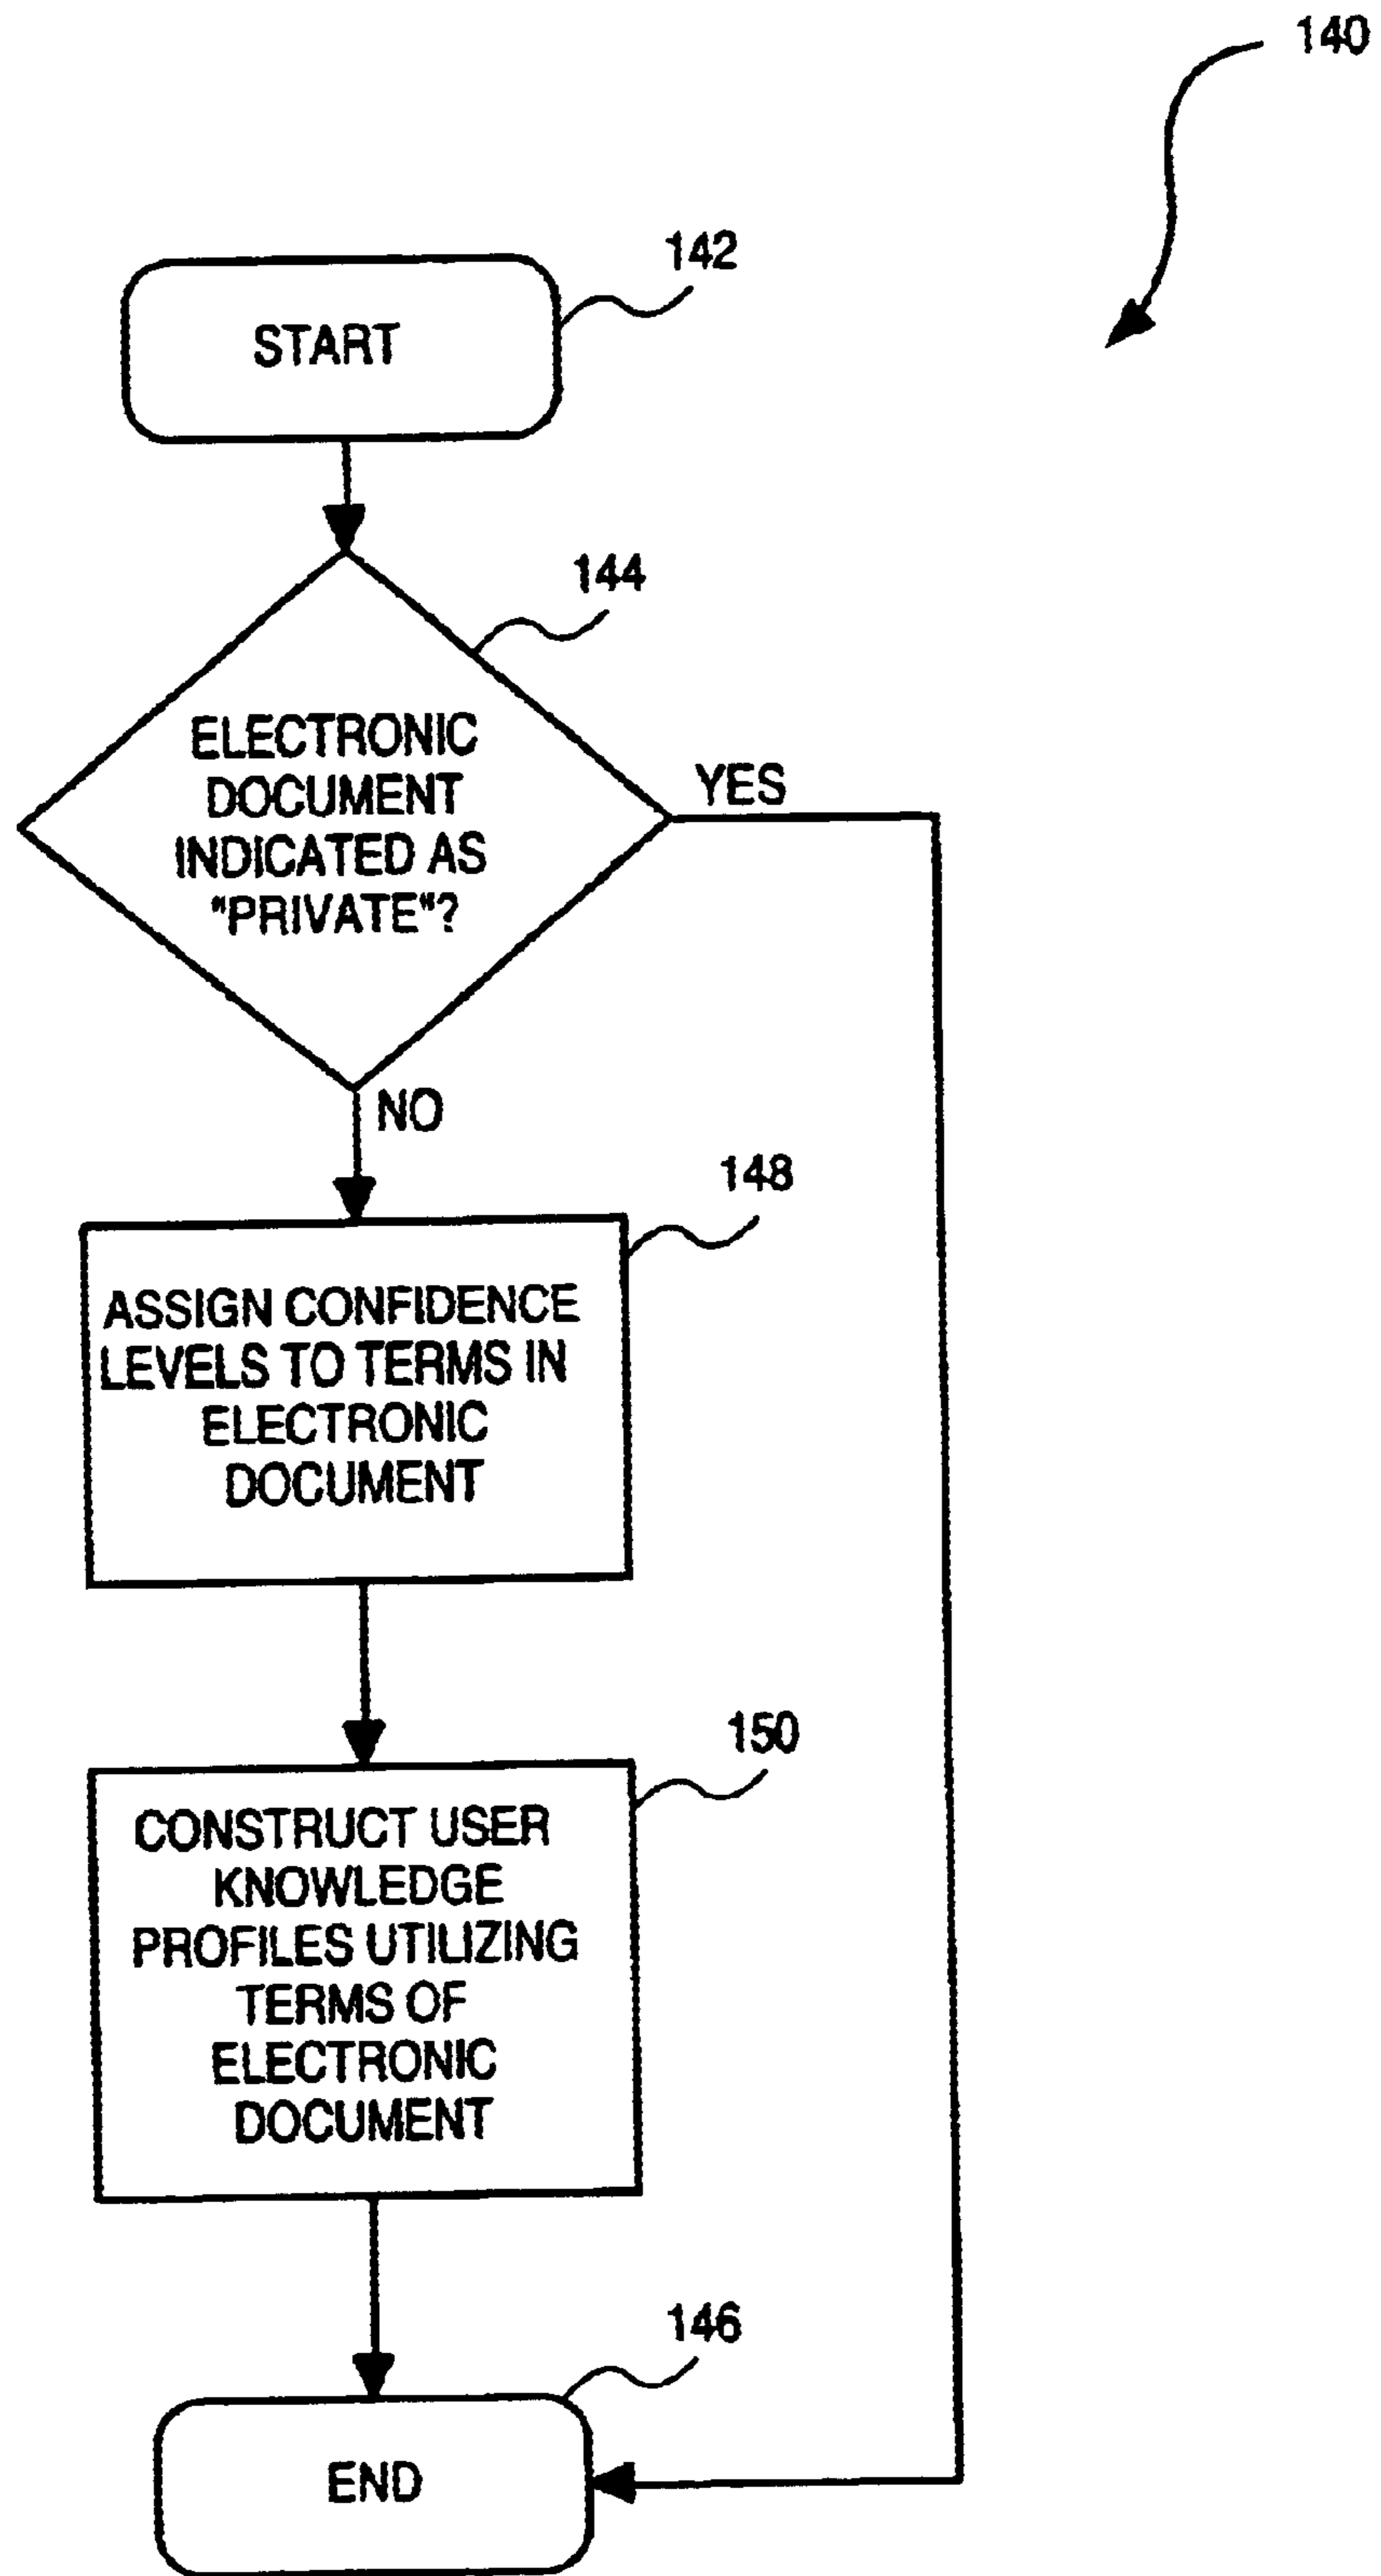 140
142
START
144
ELECTRONIC
DOCUMENT
INDICATED AS
"PRIVATE"?
YES
NO
148
ASSIGN CONFIDENCE
LEVELS TO TERMS IN
ELECTRONIC
DOCUMENT
150
CONSTRUCT USER
KNOWLEDGE
PROFILES UTILIZING
TERMS OF
ELECTRONIC
DOCUMENT
146
END